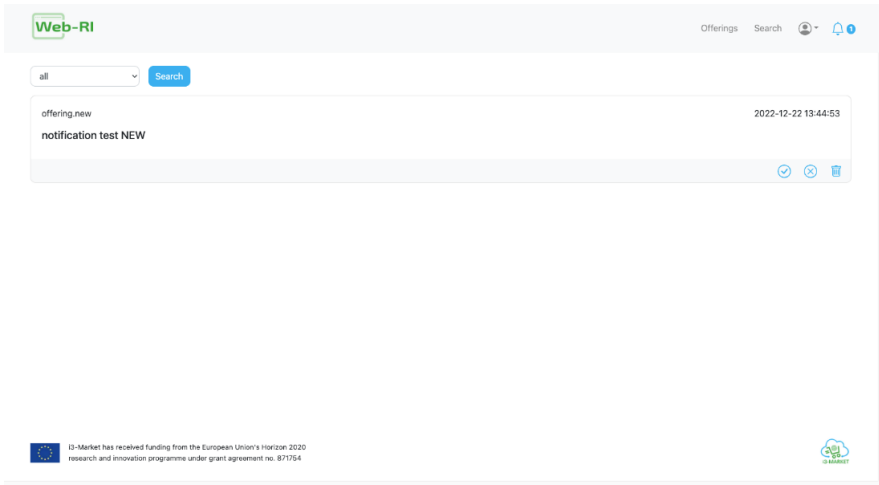 Web-RI
Offerings Search 1
all Search
offering.new 2022-12-22 13:44:53
notification test NEW
i3-Market has received funding from the European Union's Horizon 2020
research and innovation programme under grant agreement no. 871754
i3-MARKET